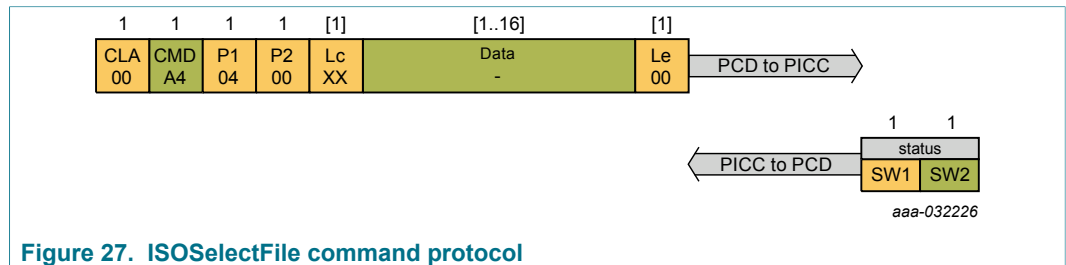 1 1 1 1 [1] [1..16] [1]
CLA CMD P1 P2 Lc Data Le
00 A4 04 00 XX - 00
PCD to PICC
1 1
status
PICC to PCD
SW1 SW2
aaa-032226
Figure 27. ISOSelectFile command protocol